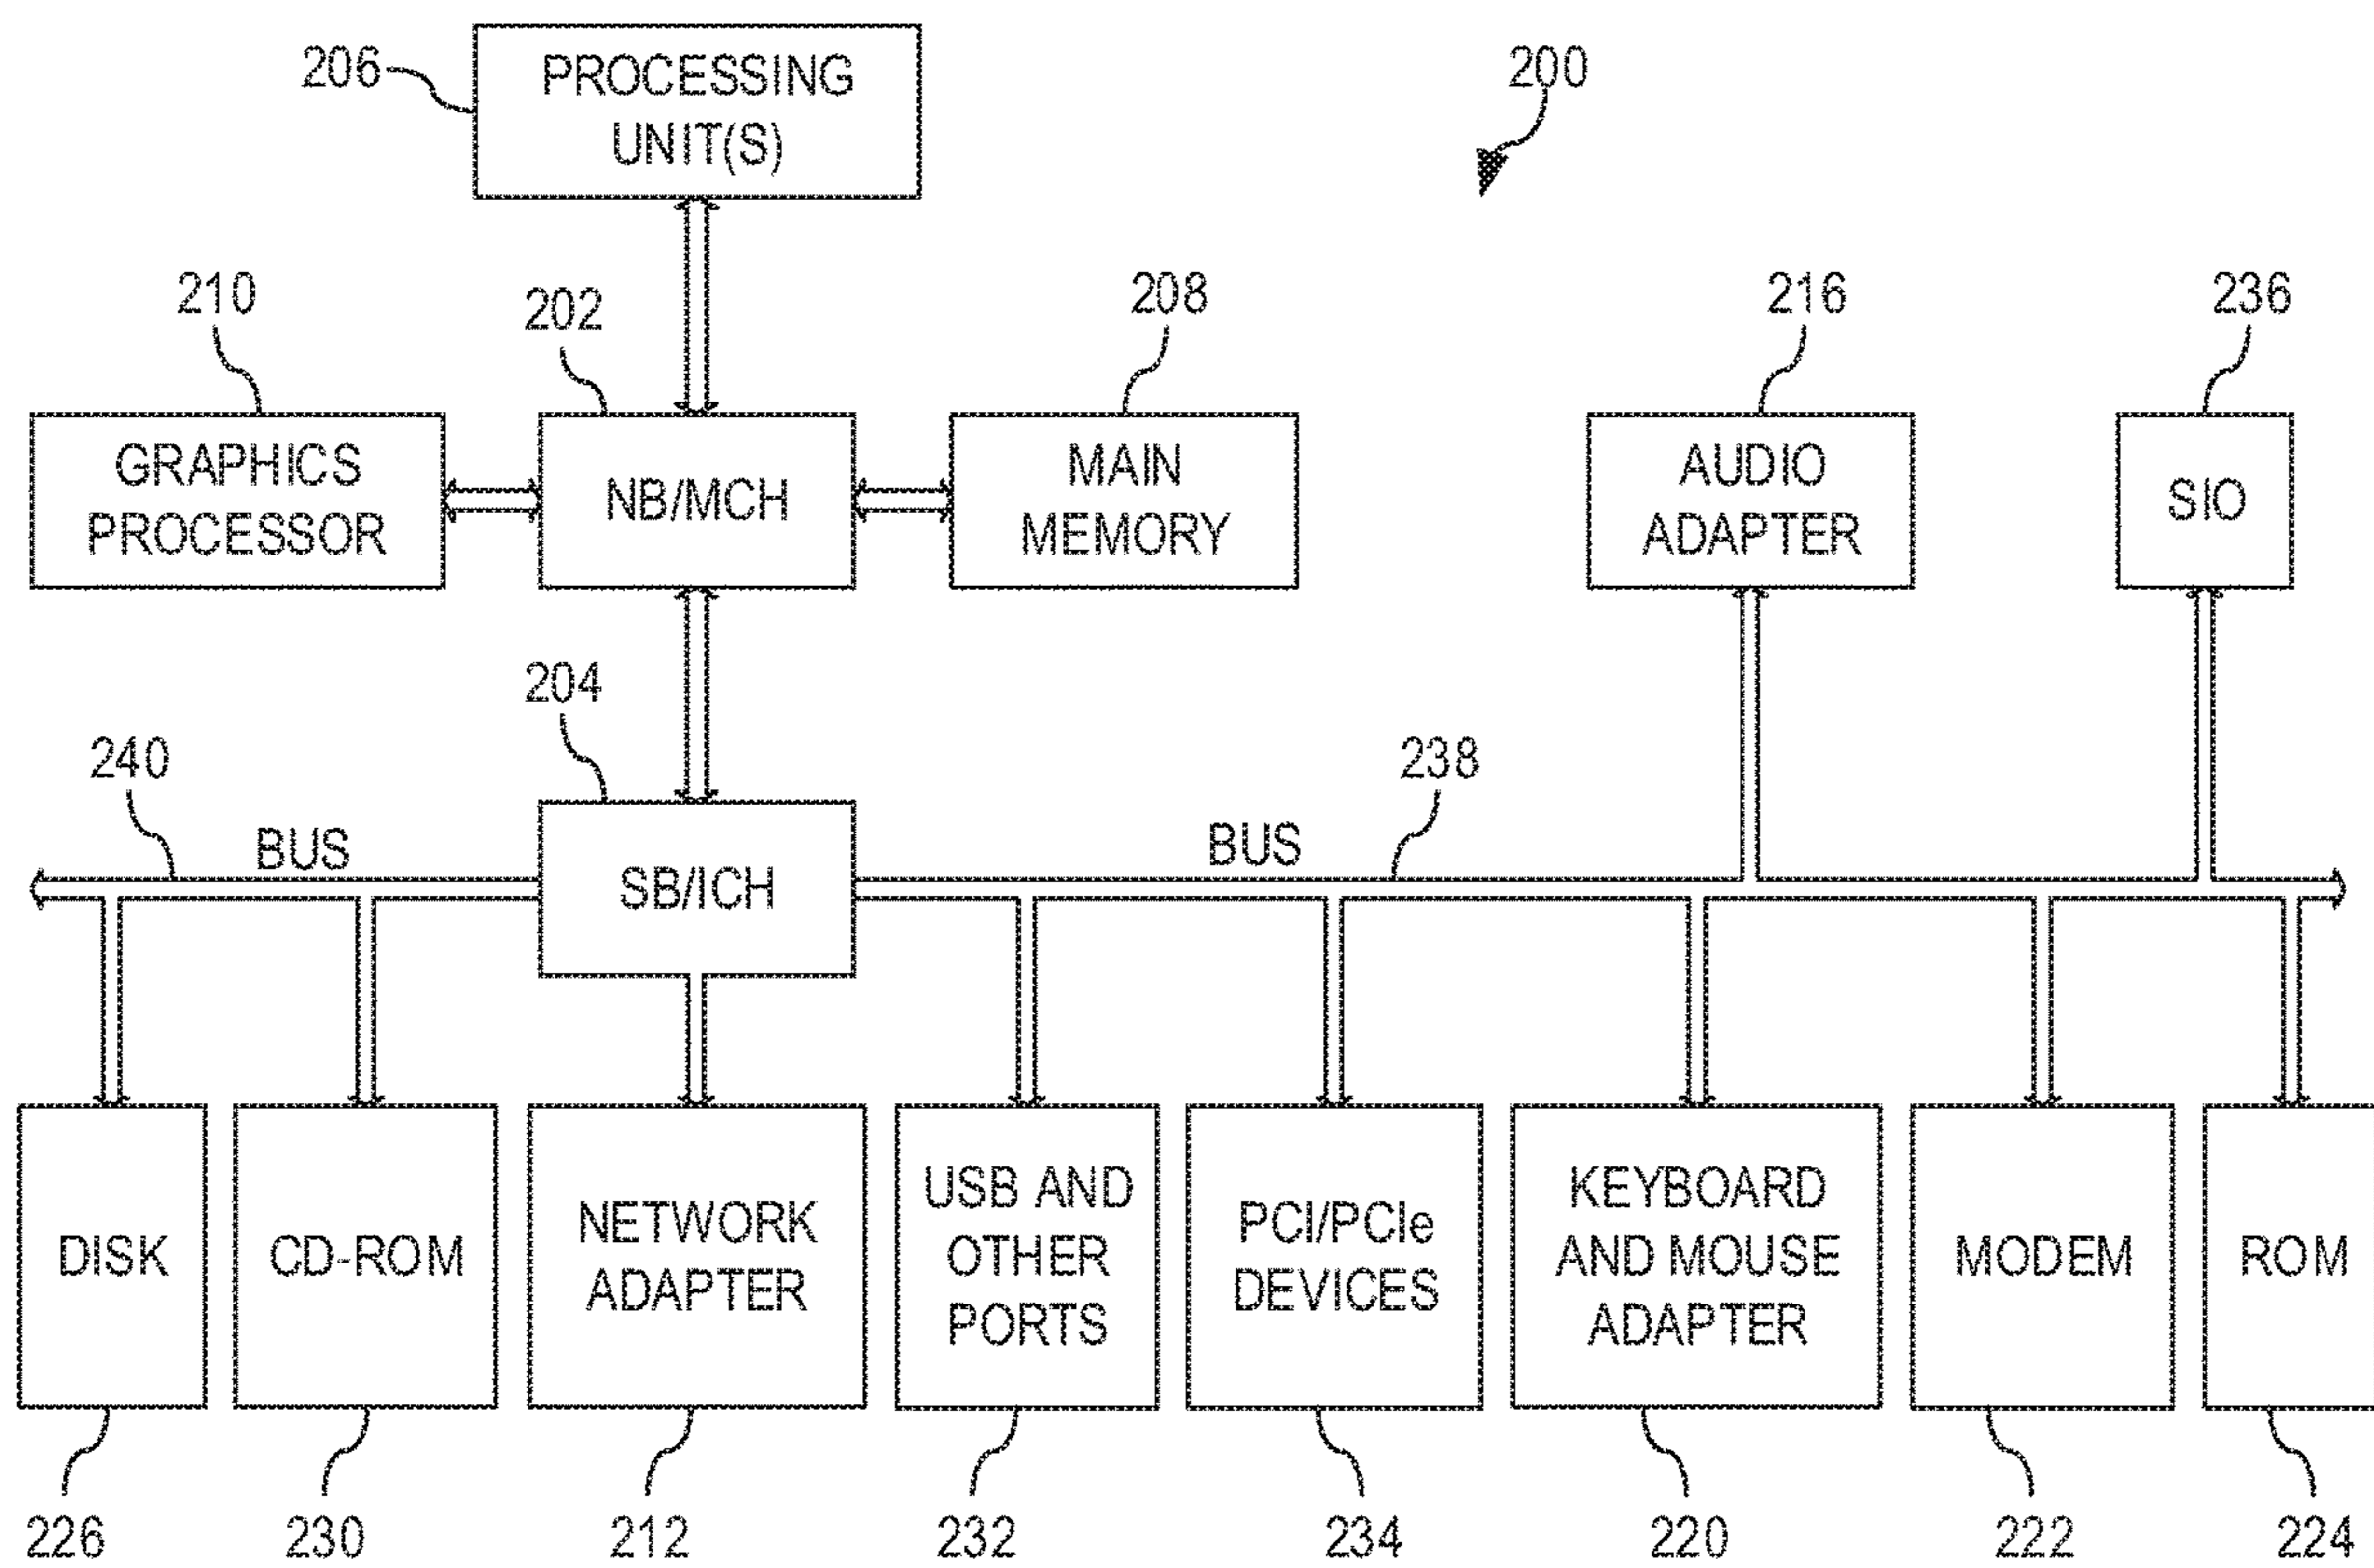 206
PROCESSING
UNIT(S)
200
210
202
208
216
236
GRAPHICS
PROCESSOR
NB/MCH
MAIN
MEMORY
AUDIO
ADAPTER
SIO
204
240
238
BUS
BUS
SB/ICH
DISK
CD-ROM
NETWORK
ADAPTER
USB AND
OTHER
PORTS
PCI/PCIe
DEVICES
KEYBOARD
AND MOUSE
ADAPTER
MODEM
ROM
226
230
212
232
234
220
222
224